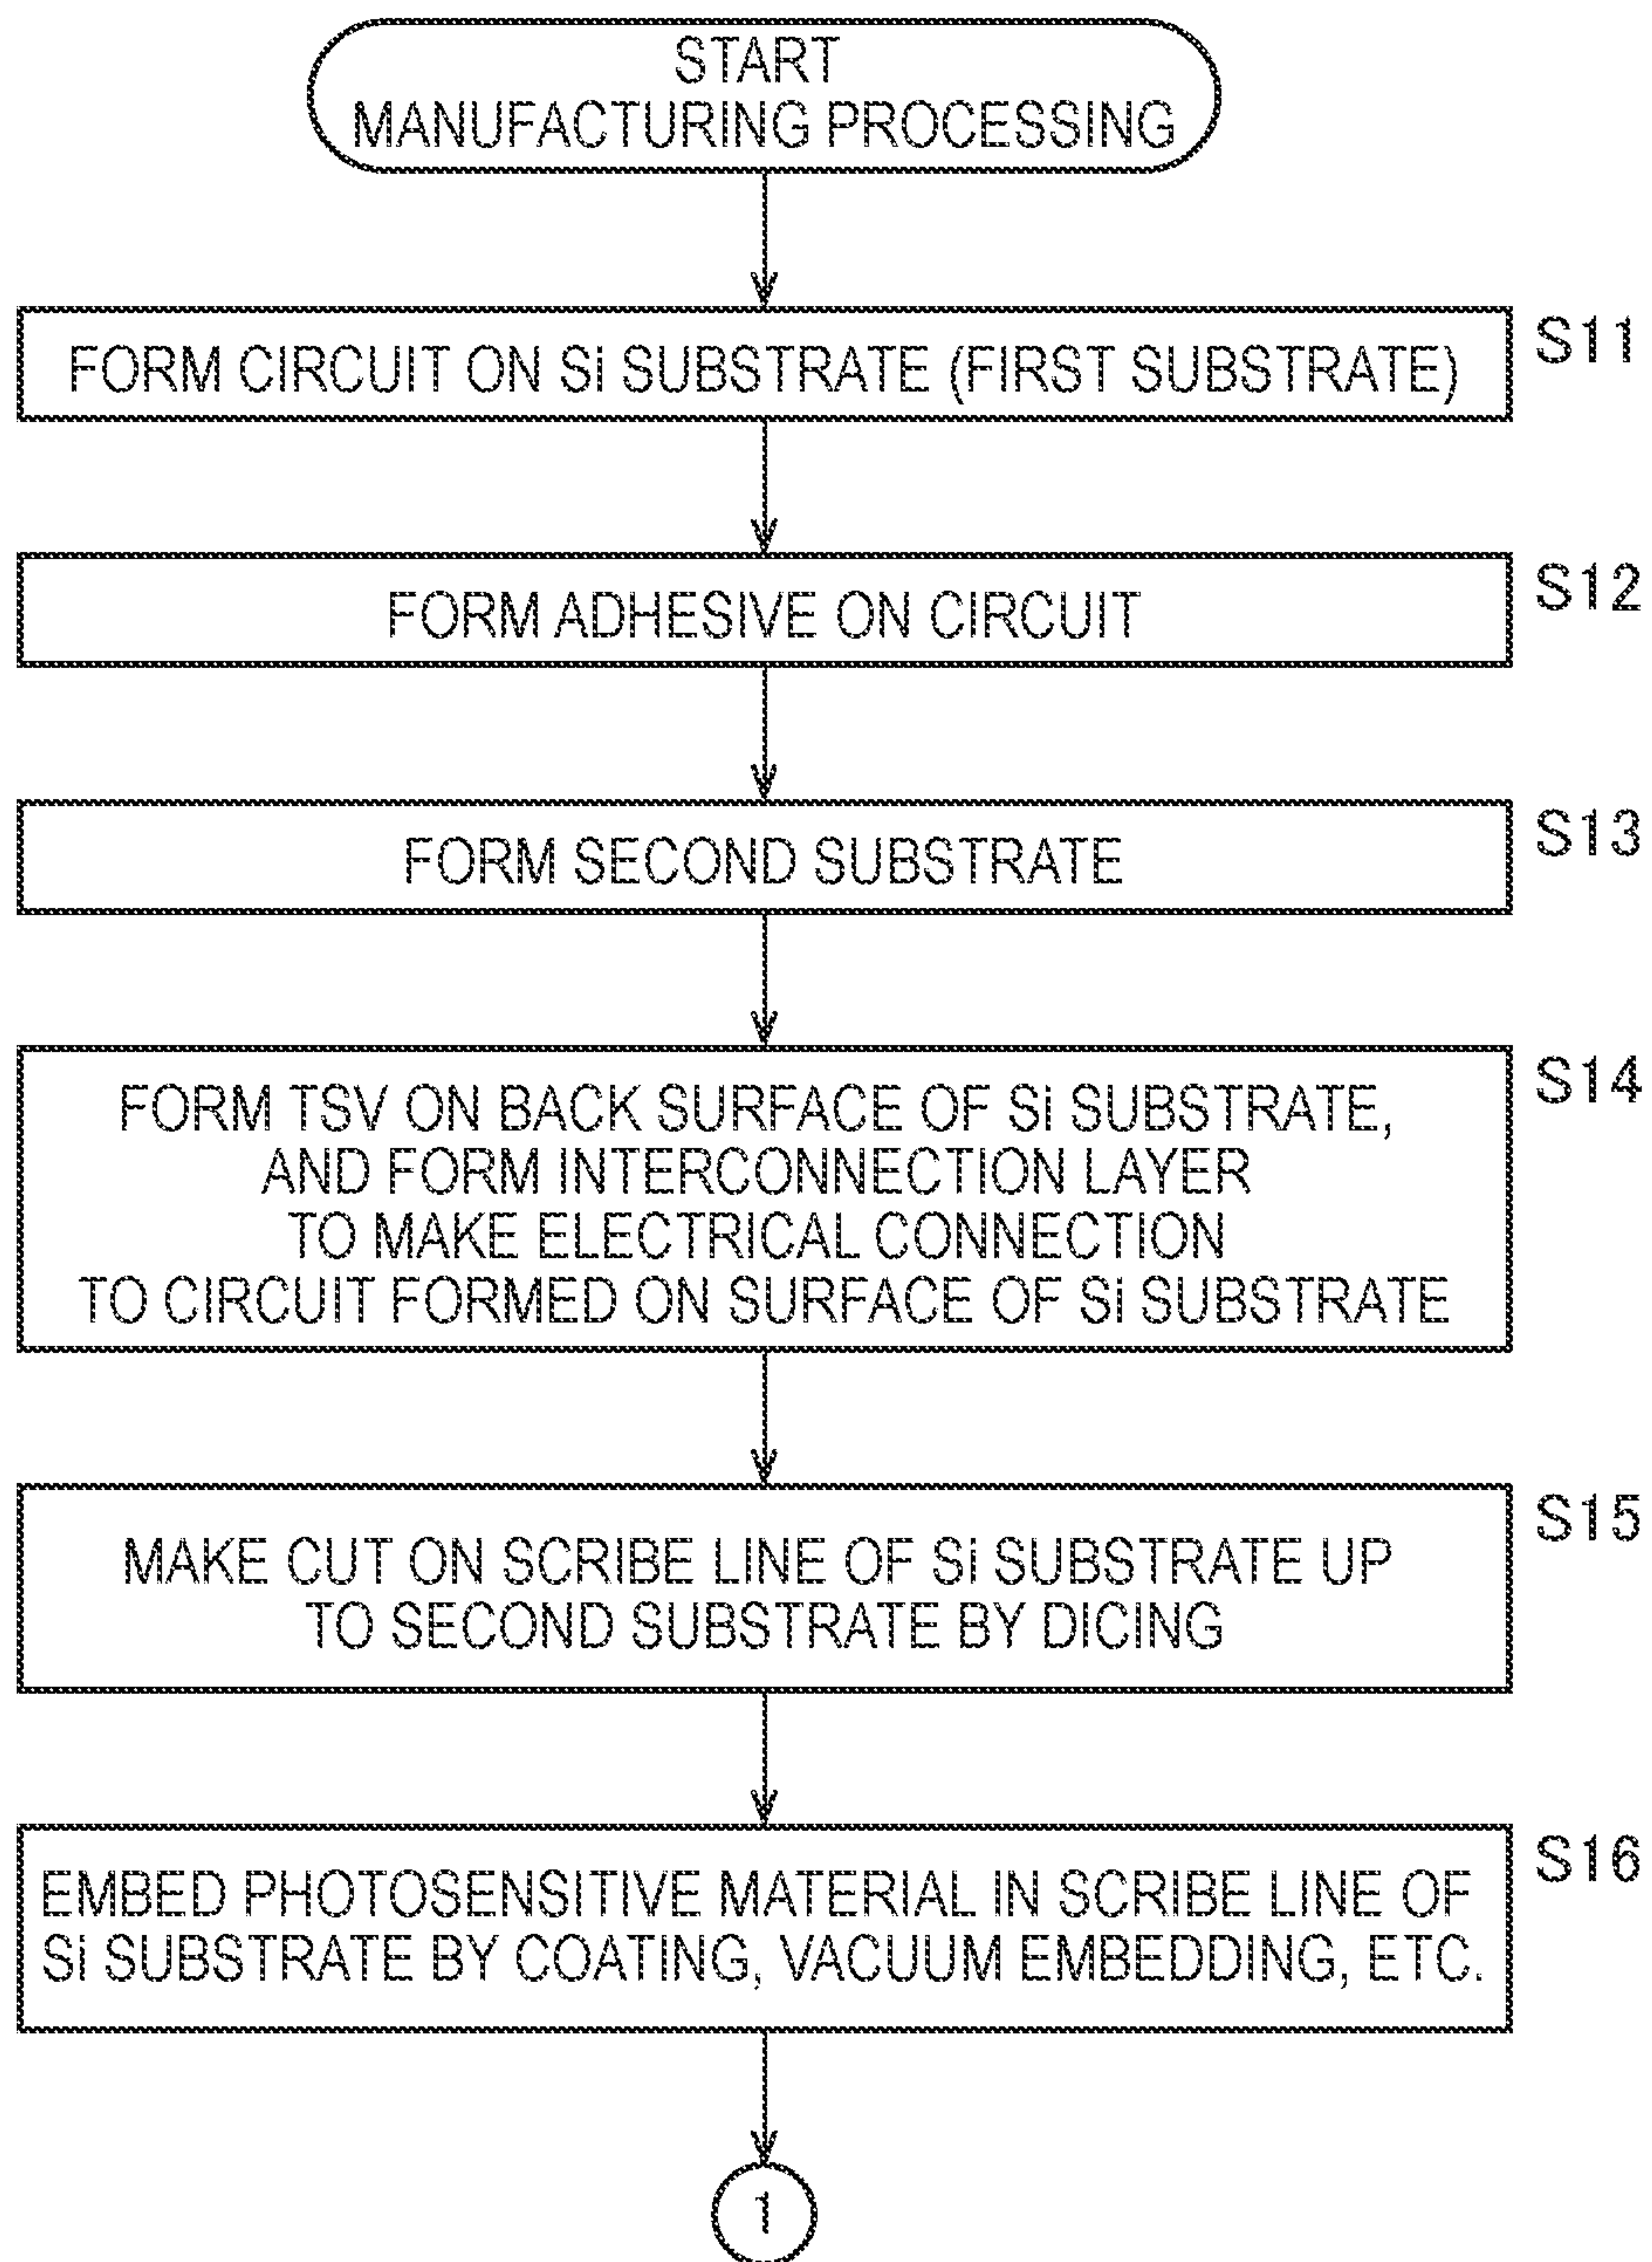 START
MANUFACTURING PROCESSING
FORM CIRCUIT ON Si SUBSTRATE (FIRST SUBSTRATE)
S11
FORM ADHESIVE ON CIRCUIT
S12
FORM SECOND SUBSTRATE
S13
FORM TSV ON BACK SURFACE OF Si SUBSTRATE,
AND FORM INTERCONNECTION LAYER
TO MAKE ELECTRICAL CONNECTION
TO CIRCUIT FORMED ON SURFACE OF Si SUBSTRATE
S14
MAKE CUT ON SCRIBE LINE OF Si SUBSTRATE UP
TO SECOND SUBSTRATE BY DICING
S15
EMBED PHOTOSENSITIVE MATERIAL IN SCRIBE LINE OF
Si SUBSTRATE BY COATING, VACUUM EMBEDDING, ETC.
S16
1